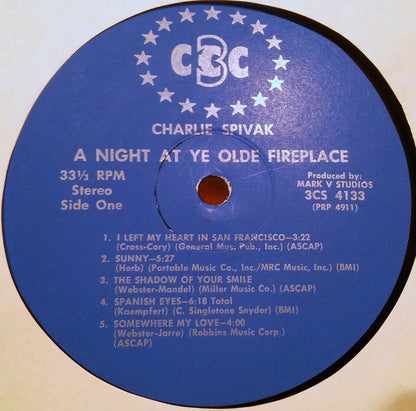 C3C
CHARLIE SPIVAK
A NIGHT AT YE OLDE FIREPLACE
33⅓ RPM
Stereo
Side One
Produced by:
MARK V STUDIOS
3CS 4133
(PRP 4911)
1. I LEFT MY HEART IN SAN FRANCISCO—3:22
(Cross-Cory) (General Mus. Pub., Inc.) (ASCAP)
2. SUNNY—5:27
(Herb) (Portable Music Co., Inc./MRC Music, Inc.) (BMI)
3. THE SHADOW OF YOUR SMILE
(Webster-Mandel) (Miller Music Co.) (ASCAP)
4. SPANISH EYES—6:18 Total
(Kaempfert) (C. Singletone Snyder) (BMI)
5. SOMEWHERE MY LOVE—4:00
(Webster-Jarre) (Robbins Music Corp.)
(ASCAP)